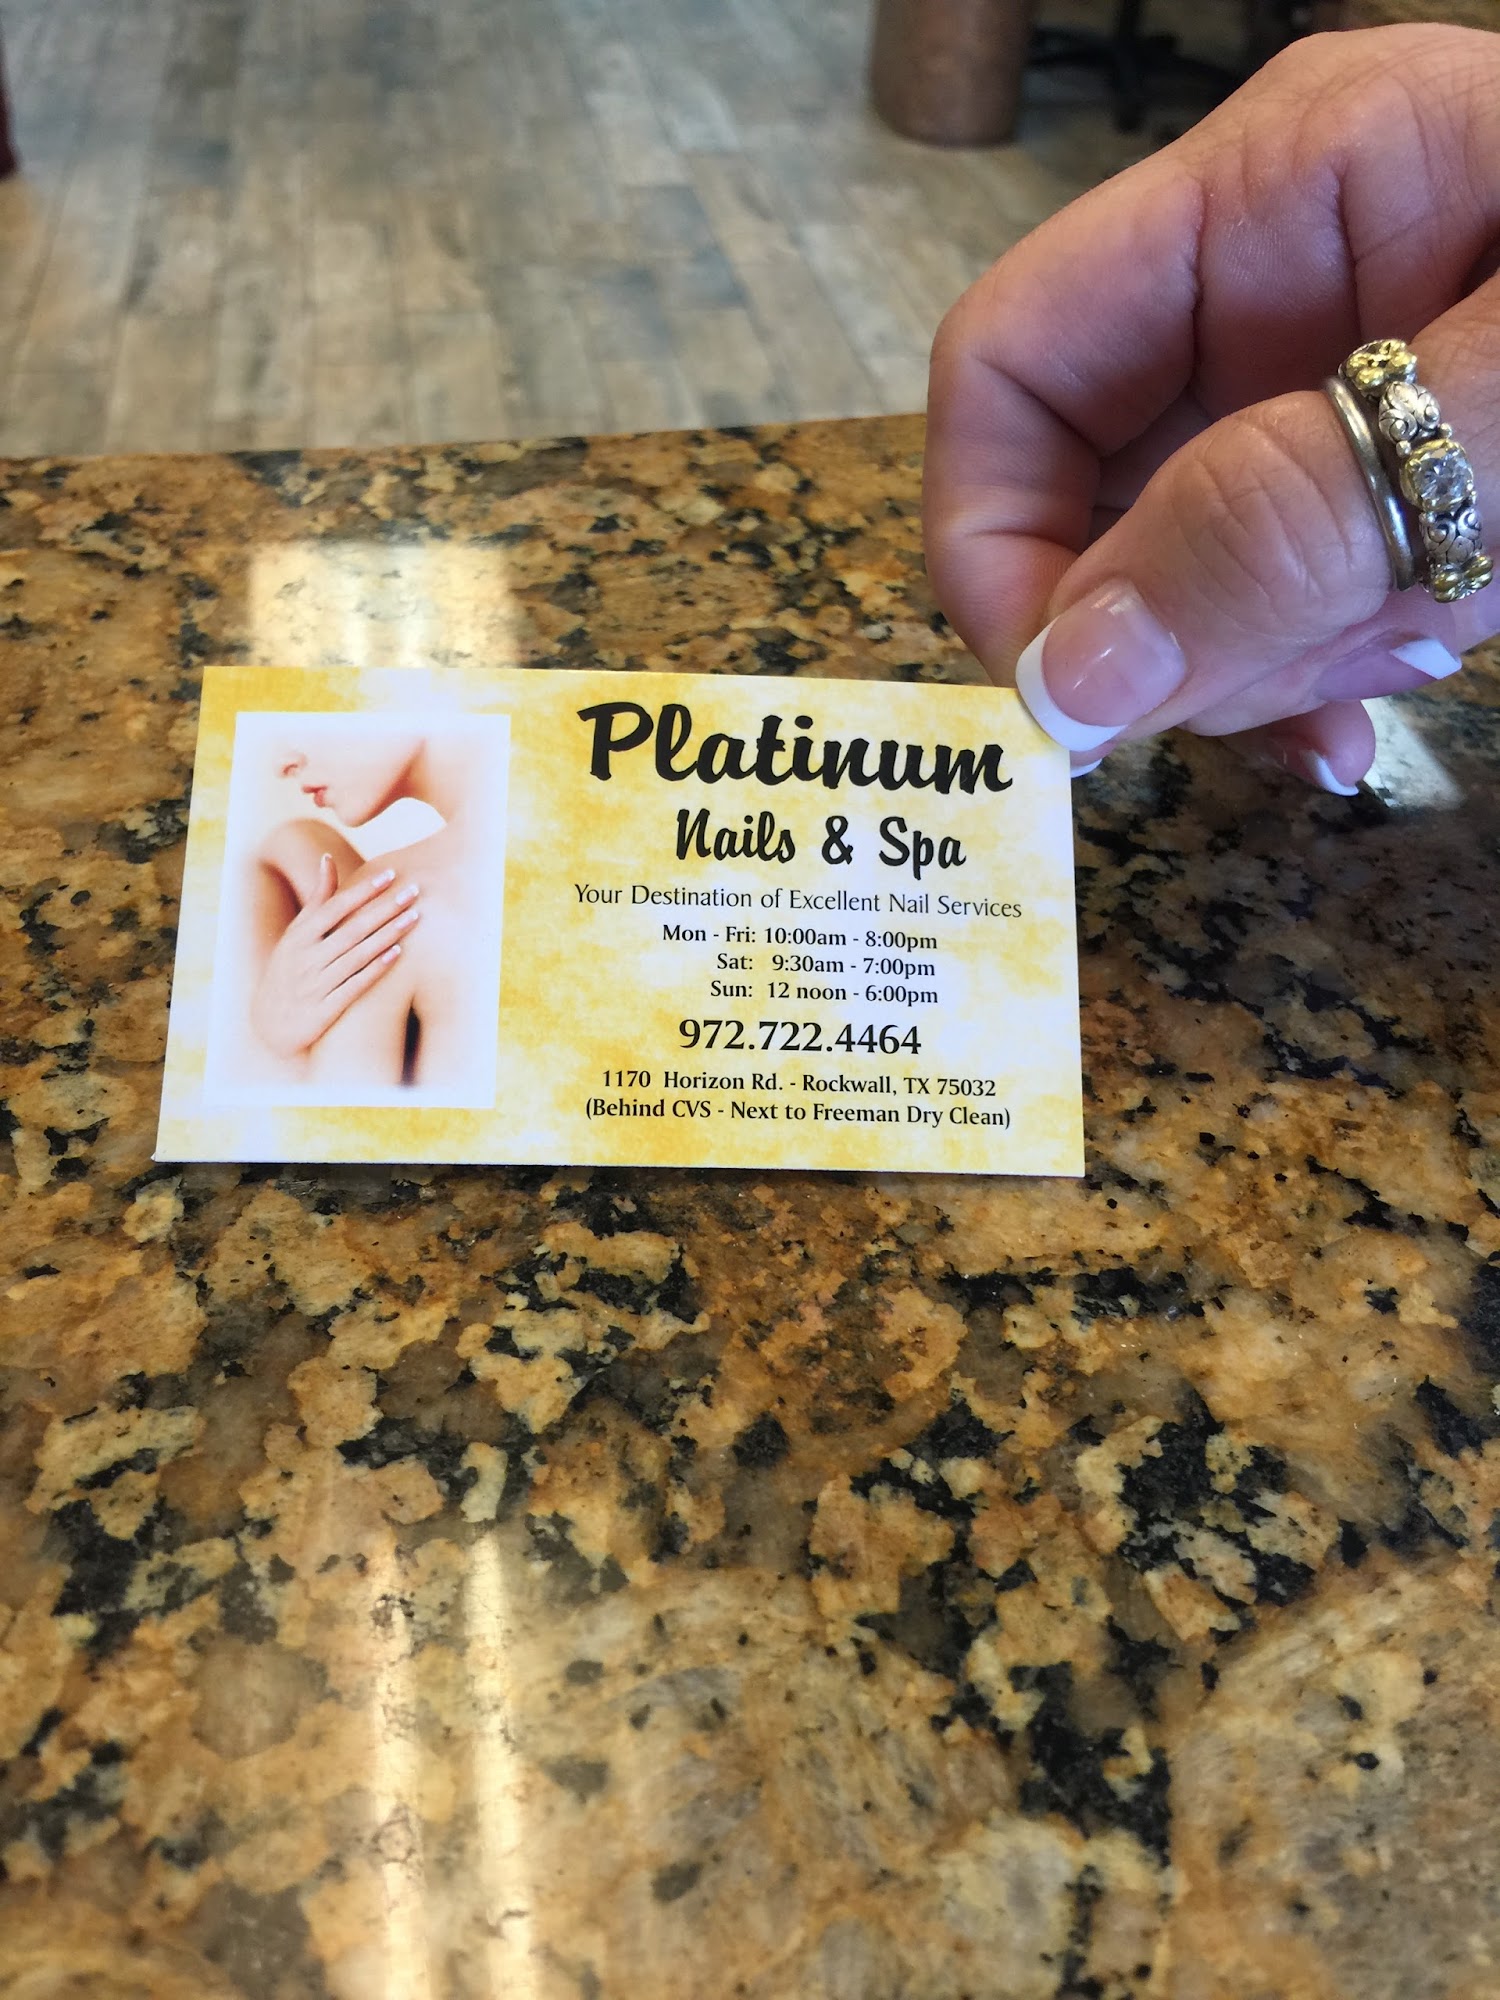 Platinum
Nails & Spa
Your Destination of Excellent Nail Services
Mon - Fri: 10:00am - 8:00pm
Sat: 9:30am - 7:00pm
Sun: 12 noon - 6:00pm
972.722.4464
1170 Horizon Rd. - Rockwall, TX 75032
(Behind CVS - Next to Freeman Dry Clean)